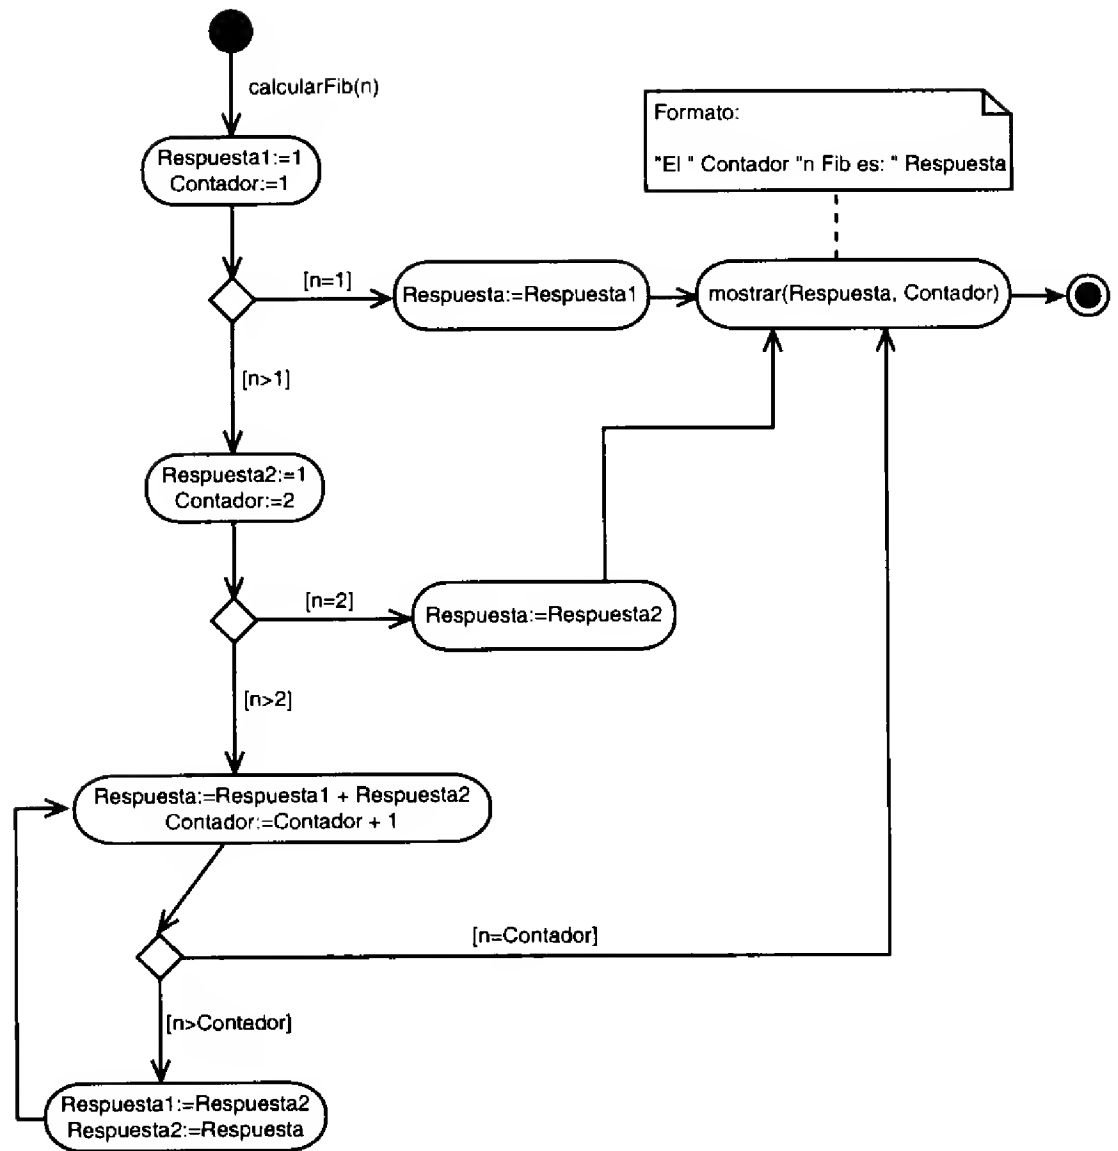 calcularFib(n)
Formato:
"El " Contador "n Fib es: " Respuesta
Respuesta1:=1
Contador:=1
[n=1]
Respuesta:=Respuesta1
mostrar(Respuesta, Contador)
[n>1]
Respuesta2:=1
Contador:=2
[n=2]
Respuesta:=Respuesta2
[n>2]
Respuesta:=Respuesta1 + Respuesta2
Contador:=Contador + 1
[n=Contador]
[n>Contador]
Respuesta1:=Respuesta2
Respuesta2:=Respuesta